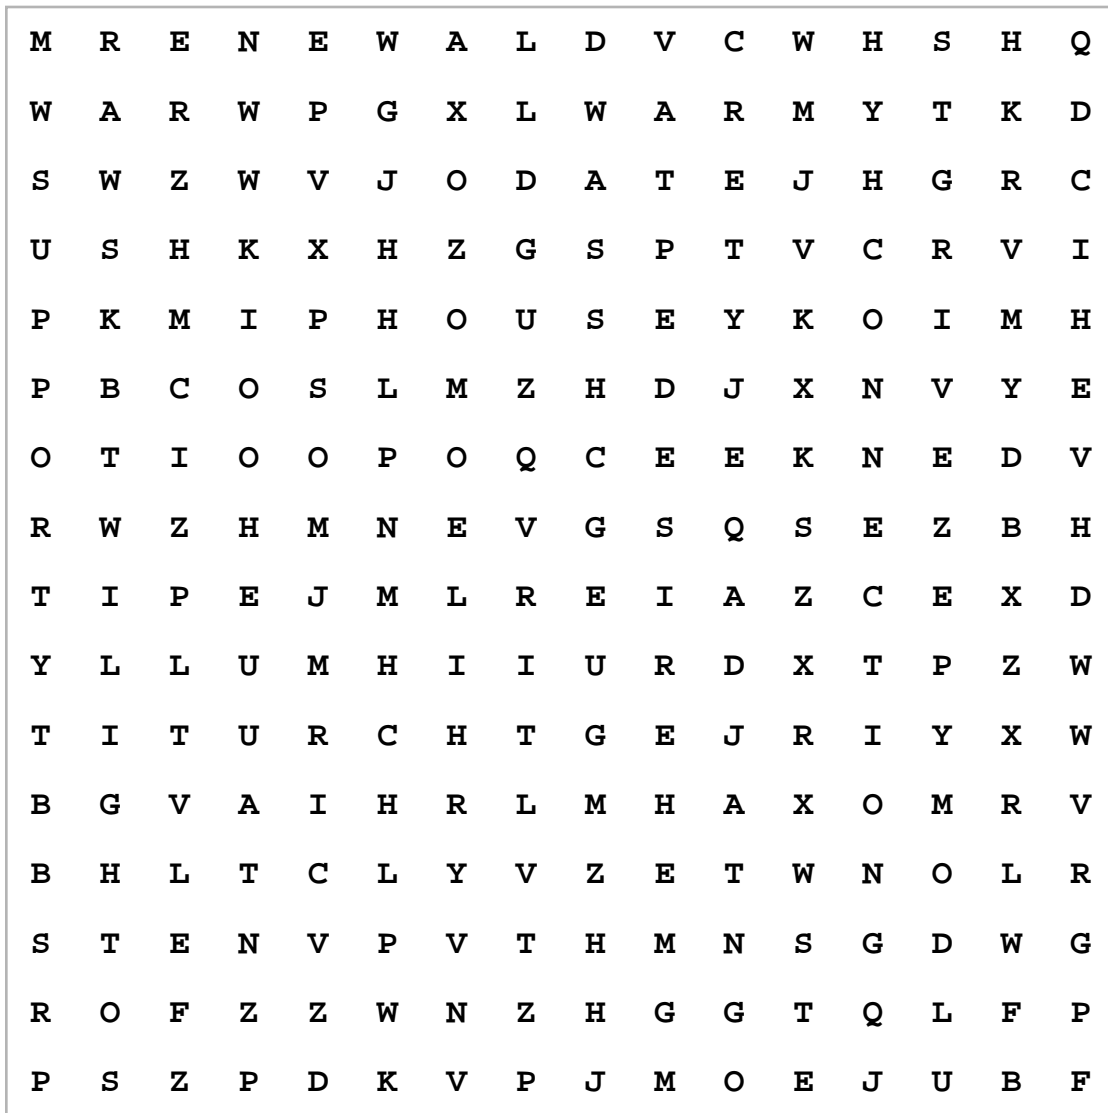 M R E N E W A L D V C W H S H Q
W A R W P G X L W A R M Y T K D
S W Z W V J O D A T E J H G R C
U S H K X H Z G S P T V C R V I
P K M I P H O U S E Y K O I M H
P B C O S L M Z H D J X N V Y E
O T I O O P O Q C E E K N E D V
R W Z H M N E V G S Q S E Z B H
T I P E J M L R E I A Z C E X D
Y L L U M H I I U R D X T P Z W
T I T U R C H T G E J R I Y X W
B G V A I H R L M H A X O M R V
B H L T C L Y V Z E T W N O L R
S T E N V P V T H M N S G D W G
R O F Z Z W N Z H G G T Q L F P
P S Z P D K V P J M O E J U B F